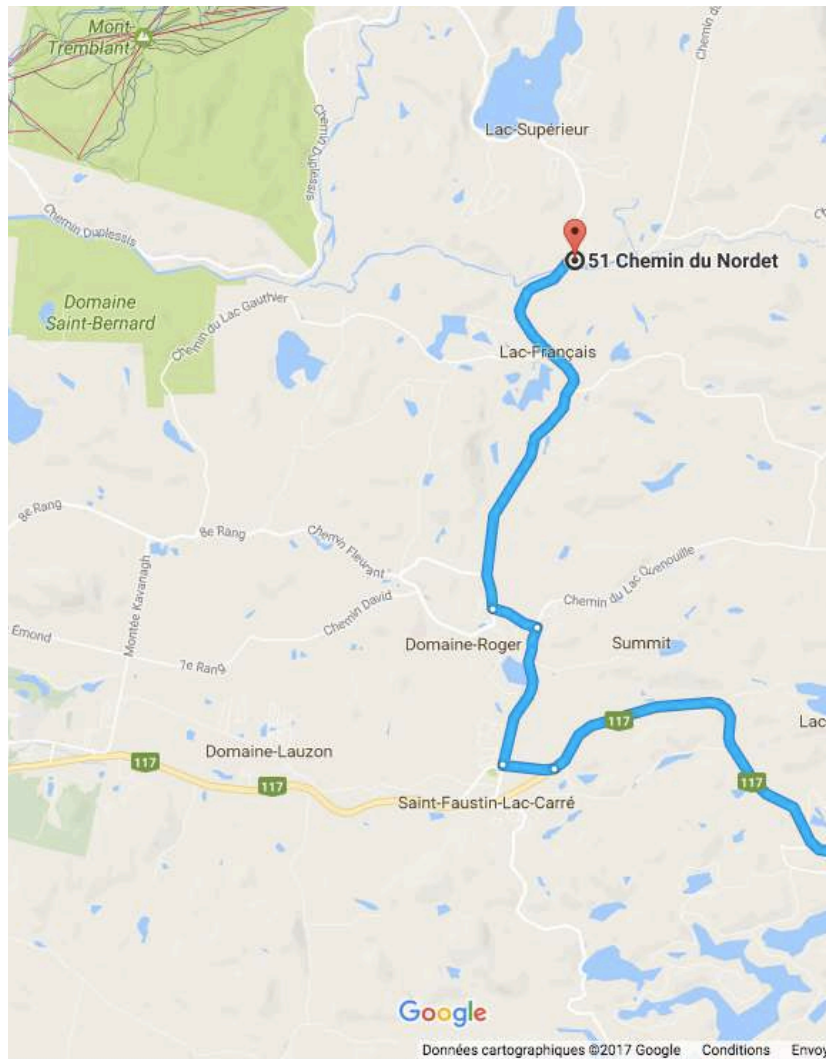 Mont-
Tremblant
Chemin Duplessis
Chemin d
Lac-Supérieur
Chemin Duplessis
Ch
51 Chemin du Nordet
Domaine
Saint-Bernard
Chemin du Lac Gauthier
Lac-Français
8e Rang
8e Rang
Chemin Fleurant
Chemin du Lac Quenouille
Montée Kavanagh
Chemin David
Émond
7e Rang
Domaine-Roger
Summit
117
Lac
Domaine-Lauzon
117
117
117
Saint-Faustin-Lac-Carré
Google
Données cartographiques ©2017 Google Conditions Envoy